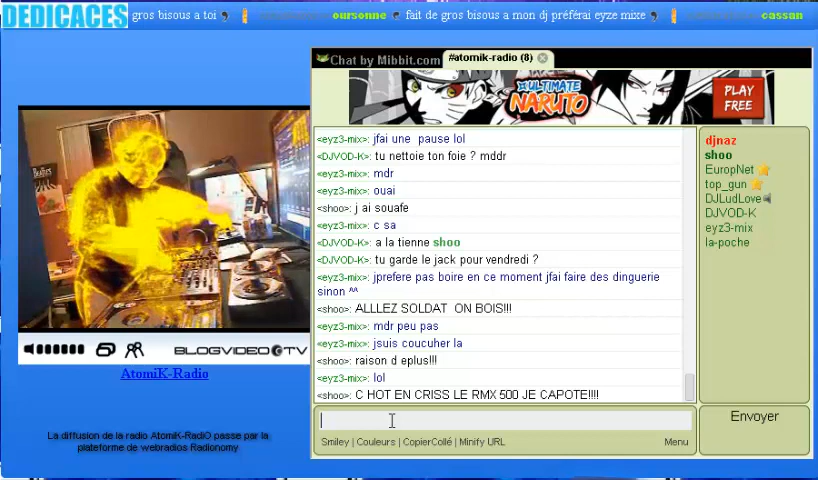 DEDICACES gros bisous a toi oursonne fait de gros bisous a mon dj préférai eyze mixe cassan
Chat by Mibbit.com #atomik-radio (8)
ULTIMATE NARUTO
PLAY FREE
<eyz3-mix>: jfai une pause lol
<DJVOD-K>: tu nettoie ton foie ? mddr
<eyz3-mix>: mdr
<eyz3-mix>: ouai
<shoo>: j ai souafe
<eyz3-mix>: c sa
<DJVOD-K>: a la tienne shoo
<DJVOD-K>: tu garde le jack pour vendredi ?
<eyz3-mix>: jprefere pas boire en ce moment jfai faire des dinguerie
sinon ^^
<shoo>: ALLLEZ SOLDAT ON BOIS!!!
<eyz3-mix>: mdr peu pas
<eyz3-mix>: jsuis coucuher la
<shoo>: raison d eplus!!!
<eyz3-mix>: lol
<shoo>: C HOT EN CRISS LE RMX 500 JE CAPOTE!!!!
djnaz
shoo
EuropNet
top_gun
DJLudLove
DJVOD-K
eyz3-mix
la-poche
Envoyer
Smiley | Couleurs | CopierCollé | Minify URL Menu
BLOGVIDEO TV
AtomiK-Radio
La diffusion de la radio AtomiK-RadiO passe par la
plateforme de webradios Radionomy